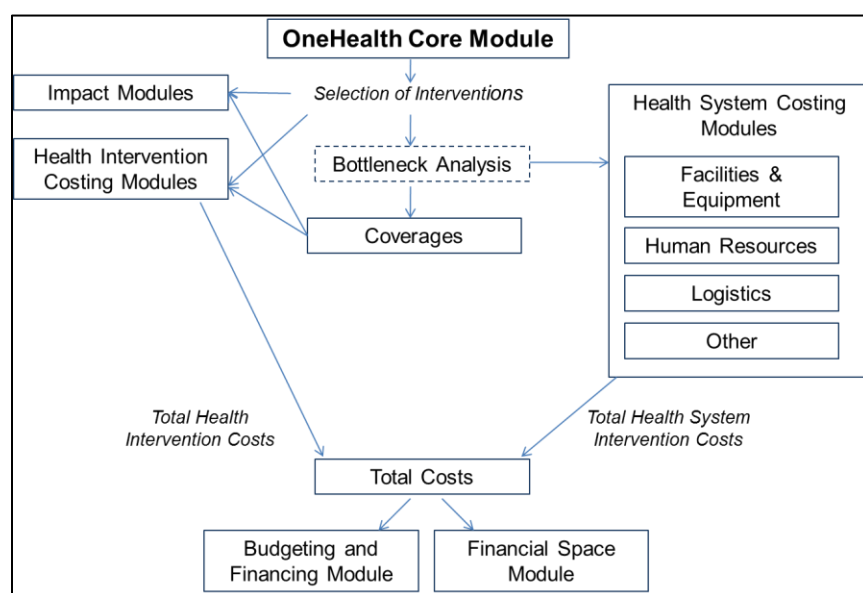 OneHealth Core Module
Impact Modules
Selection of Interventions
Health System Costing
Modules
Health Intervention
Costing Modules
Bottleneck Analysis
Facilities &
Equipment
Coverages
Human Resources
Logistics
Other
Total Health
Intervention Costs
Total Health System
Intervention Costs
Total Costs
Budgeting and
Financing Module
Financial Space
Module